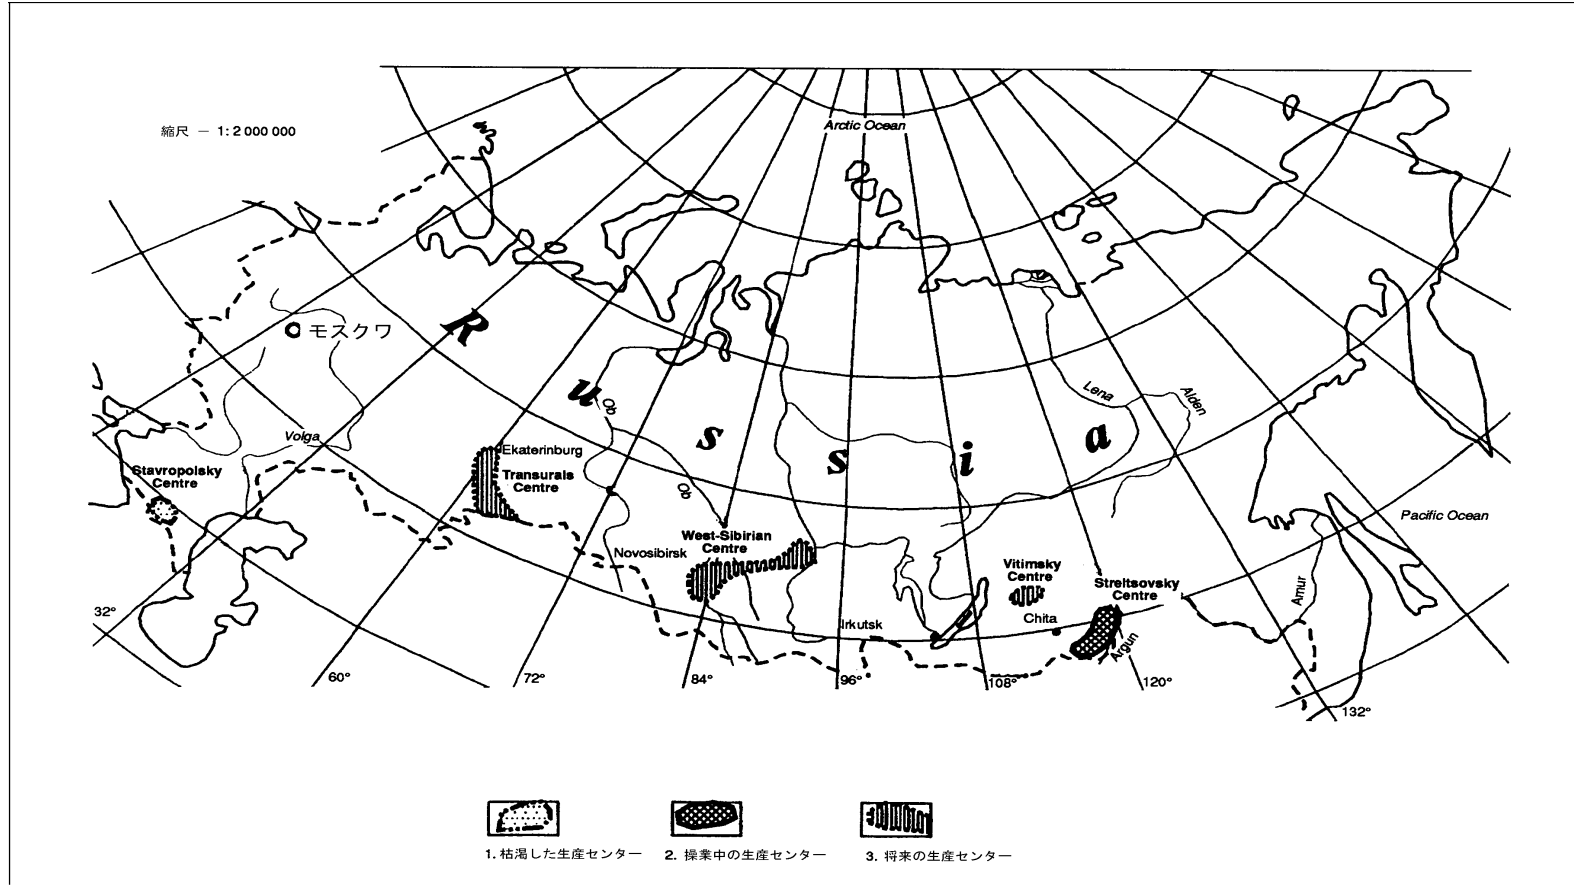 縮尺 － 1: 2 000 000
Arctic Ocean
モスクワ
R
u
s
s
i
a
Ob
Lena
Alden
Volga
Ekaterinburg
Transurals
Centre
Stavropolsky
Centre
Ob
Pacific Ocean
West-Sibirian
Centre
Novosibirsk
Vitimsky
Centre
Streltsovsky
Centre
Amur
32°
Irkutsk
Chita
Argun
60°
72°
84°
96°
108°
120°
132°
1. 枯渇した生産センター
2. 操業中の生産センター
3. 将来の生産センター